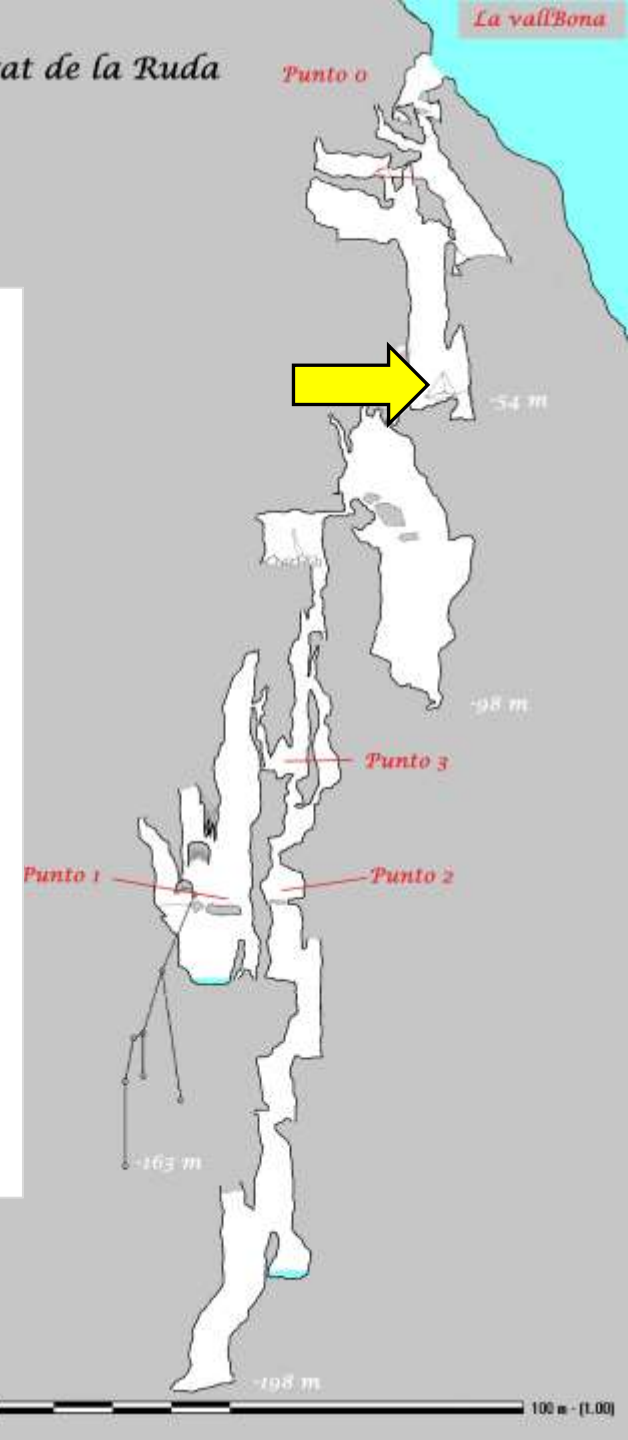 La vallBona
at de la Ruda
Punto 0
-54 m
-98 m
Punto 3
Punto 1
Punto 2
-163 m
-198 m
100 m - (1.00)